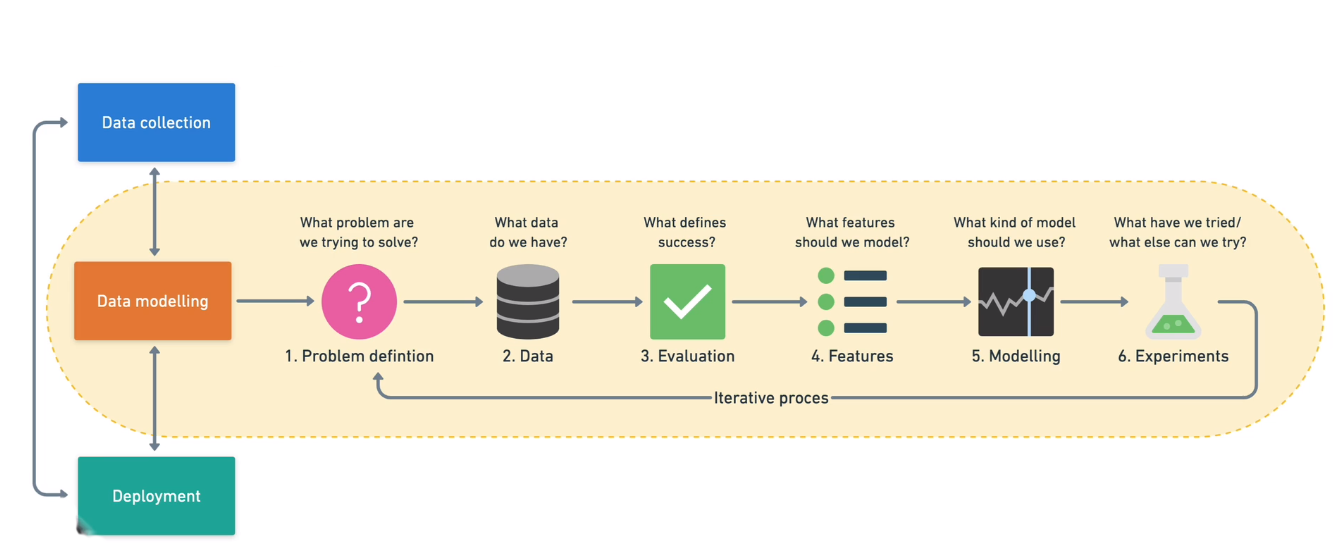 Data collection
What problem are
we trying to solve?
What data
do we have?
What defines
success?
What features
should we model?
What kind of model
should we use?
What have we tried/
what else can we try?
Data modelling
1. Problem defintion
2. Data
3. Evaluation
4. Features
5. Modelling
6. Experiments
Iterative proces
Deployment